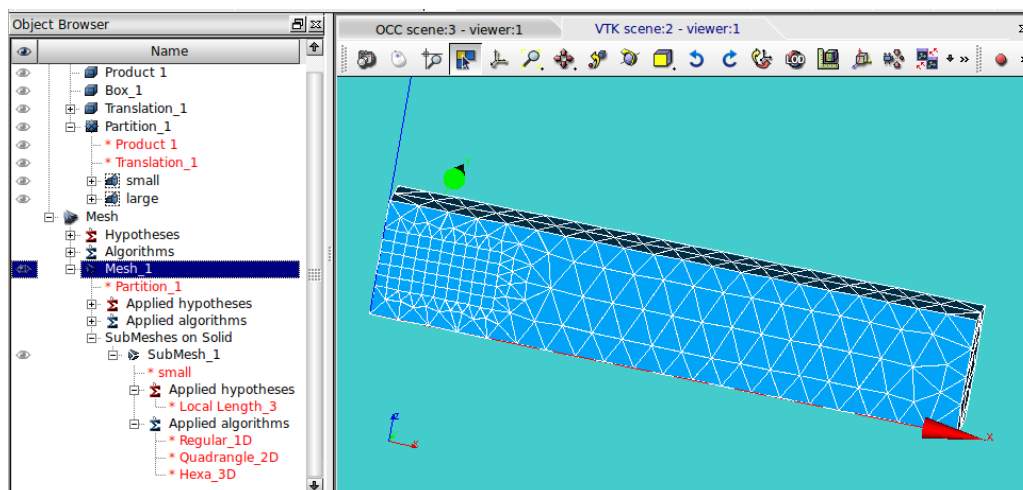 Object Browser
Name
Product 1
Box_1
Translation_1
Partition_1
* Product 1
* Translation_1
small
large
Mesh
Hypotheses
Algorithms
Mesh_1
* Partition_1
Applied hypotheses
Applied algorithms
SubMeshes on Solid
SubMesh_1
* small
Applied hypotheses
* Local Length_3
Applied algorithms
* Regular_1D
* Quadrangle_2D
* Hexa_3D
OCC scene:3 - viewer:1 VTK scene:2 - viewer:1
LOD
» »
X